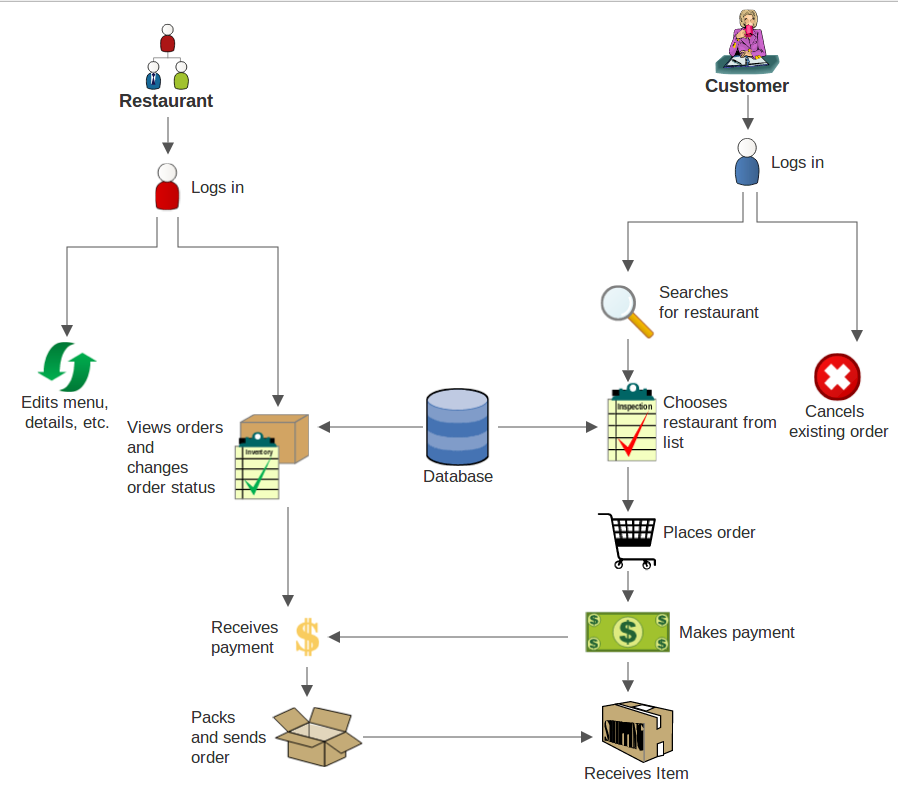 Customer
Restaurant
Logs in
Logs in
Searches
for restaurant
Edits menu,
details, etc.
Views orders
and
changes
order status
Inventory
Database
Inspection
Chooses
restaurant from
list
Cancels
existing order
Places order
Receives
payment
$
$ $
$
$ $
Makes payment
Packs
and sends
order
SHIPPING
Receives Item